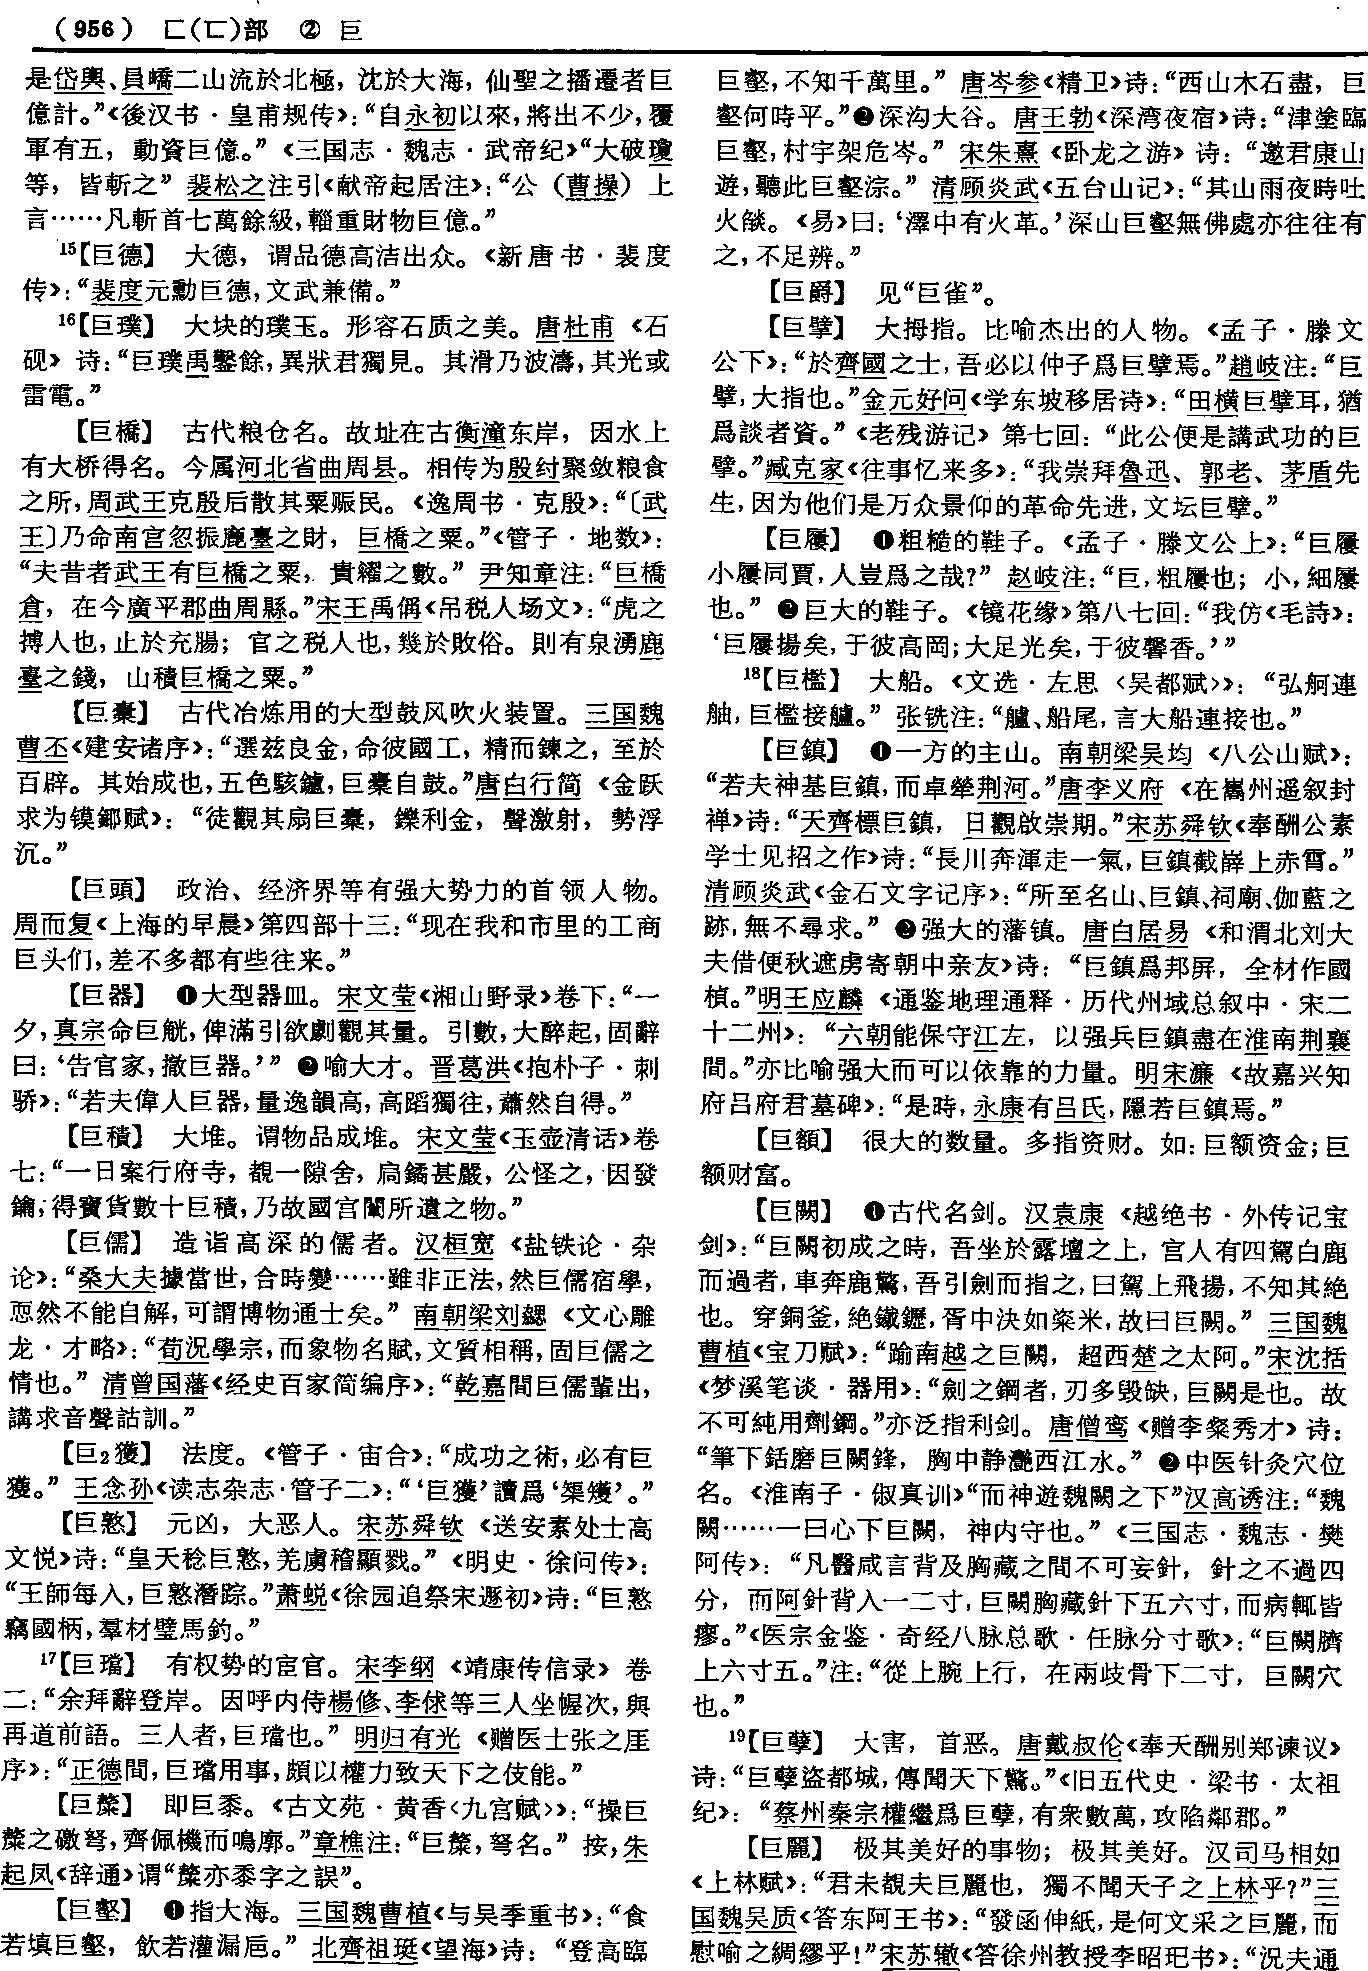 (956) 匚(匸)部 ② 巨
是岱輿、員嶠二山流於北極，沈於大海，仙聖之播遷者巨
億計。”《後汉书·皇甫规传》：“自永初以來，將出不少，覆
軍有五，動資巨億。”《三国志·魏志·武帝纪》“大破瓊
等，皆斬之”裴松之注引《献帝起居注》：“公（曹操）上
言……凡斬首七萬餘級，輜重財物巨億。”
15【巨德】 大德，谓品德高洁出众。《新唐书·裴度
传》：“裴度元勳巨德，文武兼備。”
16【巨璞】 大块的璞玉。形容石质之美。唐杜甫《石
砚》诗：“巨璞禹鑿餘，異狀君獨見。其滑乃波濤，其光或
雷電。”
【巨橋】 古代粮仓名。故址在古衡潼东岸，因水上
有大桥得名。今属河北省曲周县。相传为殷纣聚敛粮食
之所，周武王克殷后散其粟赈民。《逸周书·克殷》：“〔武
王〕乃命南宫忽振鹿臺之財，巨橋之粟。”《管子·地数》：
“夫昔者武王有巨橋之粟，貴糴之數。”尹知章注：“巨橋
倉，在今廣平郡曲周縣。”宋王禹偁《吊税人场文》：“虎之
搏人也，止於充腸；官之税人也，幾於敗俗。則有泉湧鹿
臺之錢，山積巨橋之粟。”
【巨橐】 古代冶炼用的大型鼓风吹火装置。三国魏
曹丕《建安诸序》：“選兹良金，命彼國工，精而鍊之，至於
百辟。其始成也，五色駭鑪，巨橐自鼓。”唐白行简《金跃
求为镆鎁赋》：“徒觀其扇巨橐，鑠利金，聲激射，勢浮
沉。”
【巨頭】 政治、经济界等有强大势力的首领人物。
周而复《上海的早晨》第四部十三：“现在我和市里的工商
巨头们，差不多都有些往来。”
【巨器】 ❶大型器皿。宋文莹《湘山野录》卷下：“一
夕，真宗命巨觥，俾滿引欲劇觀其量。引數，大醉起，固辭
曰：‘告官家，撤巨器。’” ❷喻大才。晋葛洪《抱朴子·刺
骄》：“若夫偉人巨器，量逸韻高，高蹈獨往，蕭然自得。”
【巨積】 大堆。谓物品成堆。宋文莹《玉壶清话》卷
七：“一日案行府寺，覩一隙舍，扃鐍甚嚴，公怪之，因發
鑰，得寶貨數十巨積，乃故國宫闈所遺之物。”
【巨儒】 造诣高深的儒者。汉桓宽《盐铁论·杂
论》：“桑大夫據當世，合時變……雖非正法，然巨儒宿學，
恧然不能自解，可謂博物通士矣。”南朝梁刘勰《文心雕
龙·才略》：“荀況學宗，而象物名賦，文質相稱，固巨儒之
情也。”清曾国藩《经史百家简编序》：“乾嘉間巨儒輩出，
講求音聲詁訓。”
【巨₂獲】 法度。《管子·宙合》：“成功之術，必有巨
獲。”王念孙《读志杂志·管子二》：“‘巨獲’讀爲‘榘矱’。”
【巨憝】 元凶，大恶人。宋苏舜钦《送安素处士高
文悦》诗：“皇天稔巨憝，羌虜稽顯戮。”《明史·徐问传》：
“王師每入，巨憝潛踪。”萧蜕《徐园追祭宋遯初》诗：“巨憝
竊國柄，羣材璧馬釣。”
17【巨璫】 有权势的宦官。宋李纲《靖康传信录》卷
二：“余拜辭登岸。因呼内侍楊修、李俅等三人坐幄次，與
再道前語。三人者，巨璫也。”明归有光《赠医士张之厓
序》：“正德間，巨璫用事，頗以權力致天下之伎能。”
【巨漦】 即巨黍。《古文苑·黄香〈九宫赋〉》：“操巨
漦之礉弩，齊佩機而鳴廓。”章樵注：“巨漦，弩名。”按，朱
起凤《辞通》谓“漦亦黍字之誤”。
【巨壑】 ❶指大海。三国魏曹植《与吴季重书》：“食
若填巨壑，飲若灌漏巵。”北齊祖珽《望海》诗：“登高臨
巨壑，不知千萬里。”唐岑参《精卫》诗：“西山木石盡，巨
壑何時平。”❷深沟大谷。唐王勃《深湾夜宿》诗：“津塗臨
巨壑，村宇架危岑。”宋朱熹《卧龙之游》诗：“邀君康山
遊，聽此巨壑淙。”清顾炎武《五台山记》：“其山雨夜時吐
火燄。《易》曰：‘澤中有火革。’深山巨壑無佛處亦往往有
之，不足辨。”
【巨爵】 见“巨雀”。
【巨擘】 大拇指。比喻杰出的人物。《孟子·滕文
公下》：“於齊國之士，吾必以仲子爲巨擘焉。”趙岐注：“巨
擘，大指也。”金元好问《学东坡移居诗》：“田横巨擘耳，猶
爲談者資。”《老残游记》第七回：“此公便是講武功的巨
擘。”臧克家《往事忆来多》：“我崇拜魯迅、郭老、茅盾先
生，因为他们是万众景仰的革命先进，文坛巨擘。”
【巨屨】 ❶粗糙的鞋子。《孟子·滕文公上》：“巨屨
小屨同賈，人豈爲之哉？”赵岐注：“巨，粗屨也；小，細屨
也。”❷巨大的鞋子。《镜花缘》第八七回：“我仿《毛詩》：
‘巨屨揚矣，于彼高岡；大足光矣，于彼馨香。’”
18【巨檻】 大船。《文选·左思〈吴都赋〉》：“弘舸連
舳，巨檻接艫。”张铣注：“艫、船尾，言大船連接也。”
【巨鎮】 ❶一方的主山。南朝梁吴均《八公山赋》：
“若夫神基巨鎮，而卓犖荆河。”唐李义府《在巂州遥叙封
禅》诗：“天齊標巨鎮，日觀啟崇期。”宋苏舜钦《奉酬公素
学士见招之作》诗：“長川奔渾走一氣，巨鎮截嶭上赤霄。”
清顾炎武《金石文字记序》：“所至名山、巨鎮、祠廟、伽藍之
跡，無不尋求。”❷强大的藩镇。唐白居易《和渭北刘大
夫借便秋遮虏寄朝中亲友》诗：“巨鎮爲邦屏，全材作國
楨。”明王应麟《通鉴地理通释·历代州域总叙中·宋二
十二州》：“六朝能保守江左，以强兵巨鎮盡在淮南荆襄
間。”亦比喻强大而可以依靠的力量。明宋濂《故嘉兴知
府吕府君墓碑》：“是時，永康有吕氏，隱若巨鎮焉。”
【巨額】 很大的数量。多指资财。如：巨额资金；巨
额财富。
【巨闕】 ❶古代名剑。汉袁康《越绝书·外传记宝
剑》：“巨闕初成之時，吾坐於露壇之上，宫人有四駕白鹿
而過者，車奔鹿驚，吾引劍而指之，曰駕上飛揚，不知其絶
也。穿銅釜，絶鐵䥶，胥中決如粢米，故曰巨闕。”三国魏
曹植《宝刀赋》：“踰南越之巨闕，超西楚之太阿。”宋沈括
《梦溪笔谈·器用》：“劍之鋼者，刃多毁缺，巨闕是也。故
不可純用劑鋼。”亦泛指利剑。唐僧鸾《赠李粲秀才》诗：
“筆下銛磨巨闕鋒，胸中静灔西江水。”❷中医针灸穴位
名。《淮南子·俶真训》“而神遊魏闕之下”汉高诱注：“魏
闕……一曰心下巨闕，神内守也。”《三国志·魏志·樊
阿传》：“凡醫咸言背及胸藏之間不可妄針，針之不過四
分，而阿針背入一二寸，巨闕胸藏針下五六寸，而病輒皆
瘳。”《医宗金鉴·奇经八脉总歌·任脉分寸歌》：“巨闕臍
上六寸五。”注：“從上脘上行，在兩歧骨下二寸，巨闕穴
也。”
19【巨孽】 大害，首恶。唐戴叔伦《奉天酬别郑谏议》
诗：“巨孽盜都城，傳聞天下驚。”《旧五代史·梁书·太祖
纪》：“蔡州秦宗權繼爲巨孽，有衆數萬，攻陷鄰郡。”
【巨麗】 极其美好的事物；极其美好。汉司马相如
《上林赋》：“君未覩夫巨麗也，獨不聞天子之上林乎？”三
国魏吴质《答东阿王书》：“發函伸紙，是何文采之巨麗，而
慰喻之綢繆乎！”宋苏辙《答徐州教授李昭玘书》：“況夫通